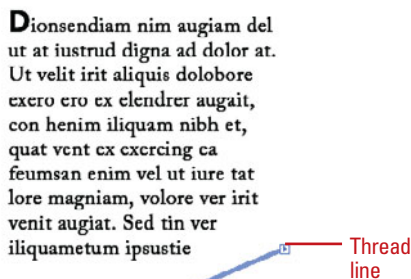 Dionsendiam nim augiam del
ut at iustrud digna ad dolor at.
Ut velit irit aliquis dolobore
exero ero ex elendrer augait,
con henim iliquam nibh et,
quat vent ex exercing ea
feumsan enim vel ut iure tat
lore magniam, volore ver irit
venit augiat. Sed tin ver
iliquametum ipsustie
Thread
line